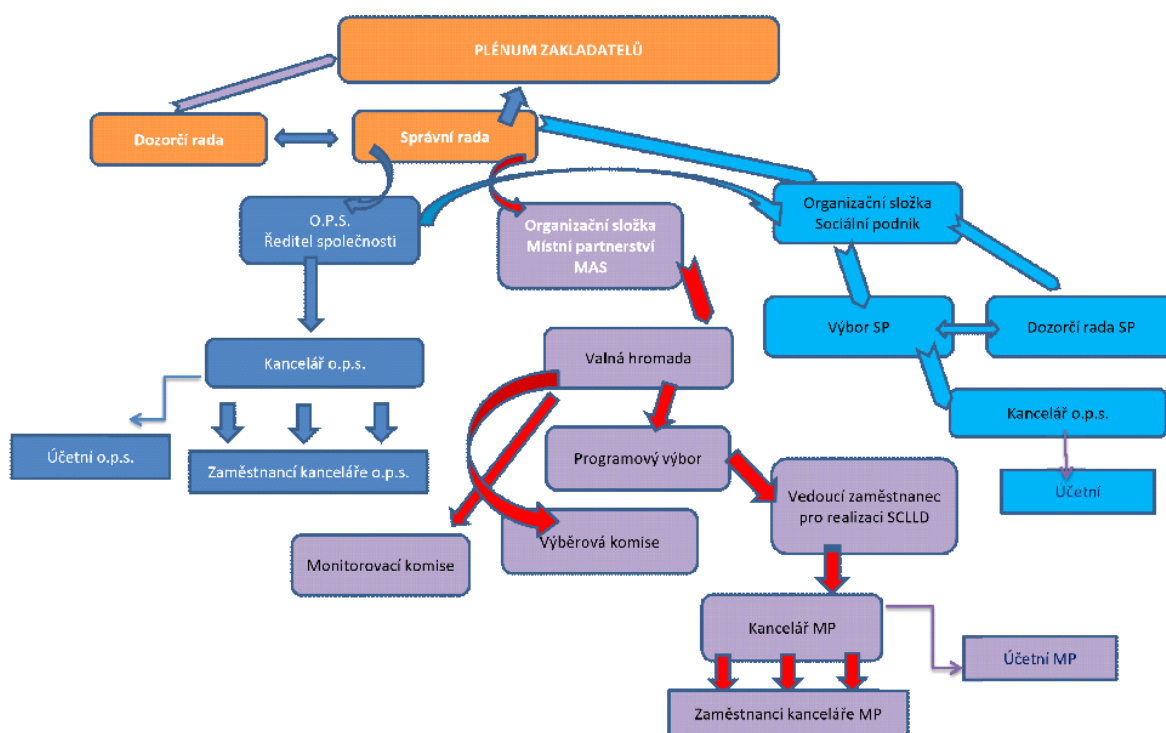 PLÉNUM ZAKLADATELŮ
Dozorčí rada
Správní rada
O.P.S.
Ředitel společnosti
Organizační složka
Místní partnerství
MAS
Organizační složka
Sociální podnik
Výbor SP
Dozorčí rada SP
Kancelář o.p.s.
Valná hromada
Kancelář o.p.s.
Účetní o.p.s.
Zaměstnancí kanceláře o.p.s.
Programový výbor
Vedoucí zaměstnanec
pro realizaci SCLLD
Účetní
Monitorovací komise
Výběrová komise
Kancelář MP
Účetní MP
Zaměstnanci kanceláře MP